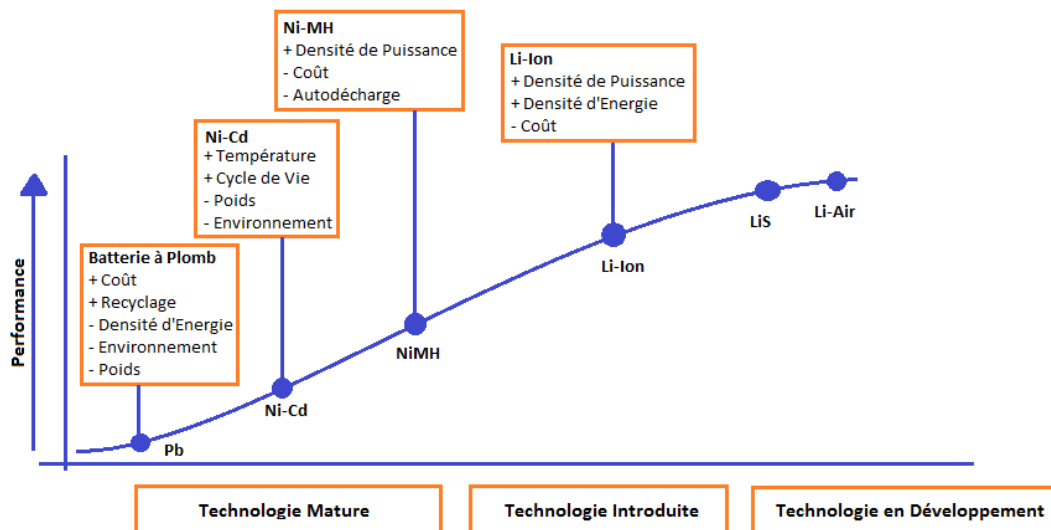 Ni-MH
+ Densité de Puissance
- Coût
- Autodécharge
Li-Ion
+ Densité de Puissance
+ Densité d'Energie
- Coût
Ni-Cd
+ Température
+ Cycle de Vie
- Poids
- Environnement
Batterie à Plomb
+ Coût
+ Recyclage
- Densité d'Energie
- Environnement
- Poids
Performance
Pb
Ni-Cd
NiMH
Li-Ion
LiS
Li-Air
Technologie Mature
Technologie Introduite
Technologie en Développement